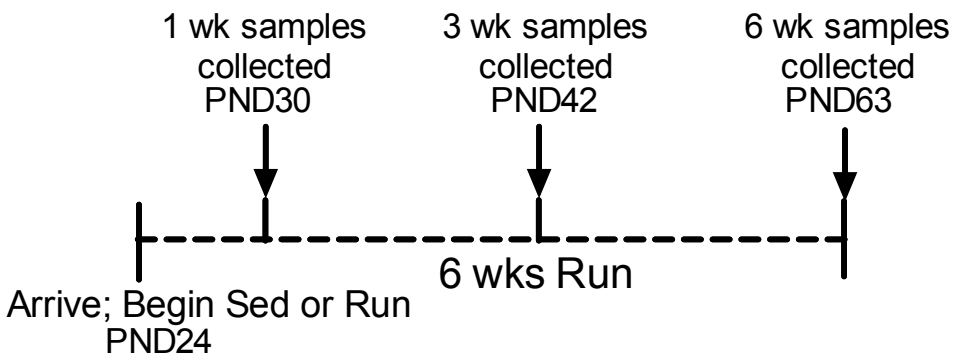 1 wk samples
collected
PND30
3 wk samples
collected
PND42
6 wk samples
collected
PND63
6 wks Run
Arrive; Begin Sed or Run
PND24